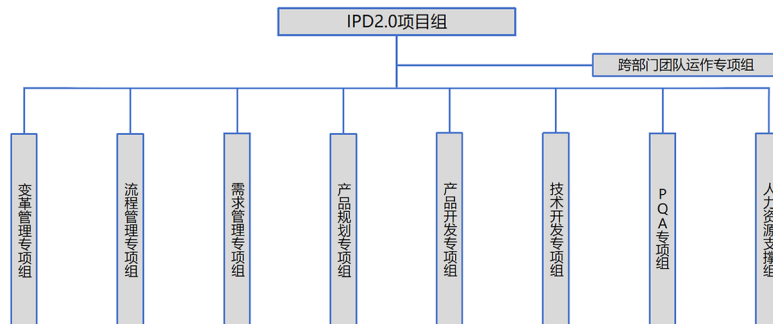 IPD2.0项目组
跨部门团队运作专项组
变革管理专项组
流程管理专项组
需求管理专项组
产品规划专项组
产品开发专项组
技术开发专项组
PQA专项组
人力资源支撑组